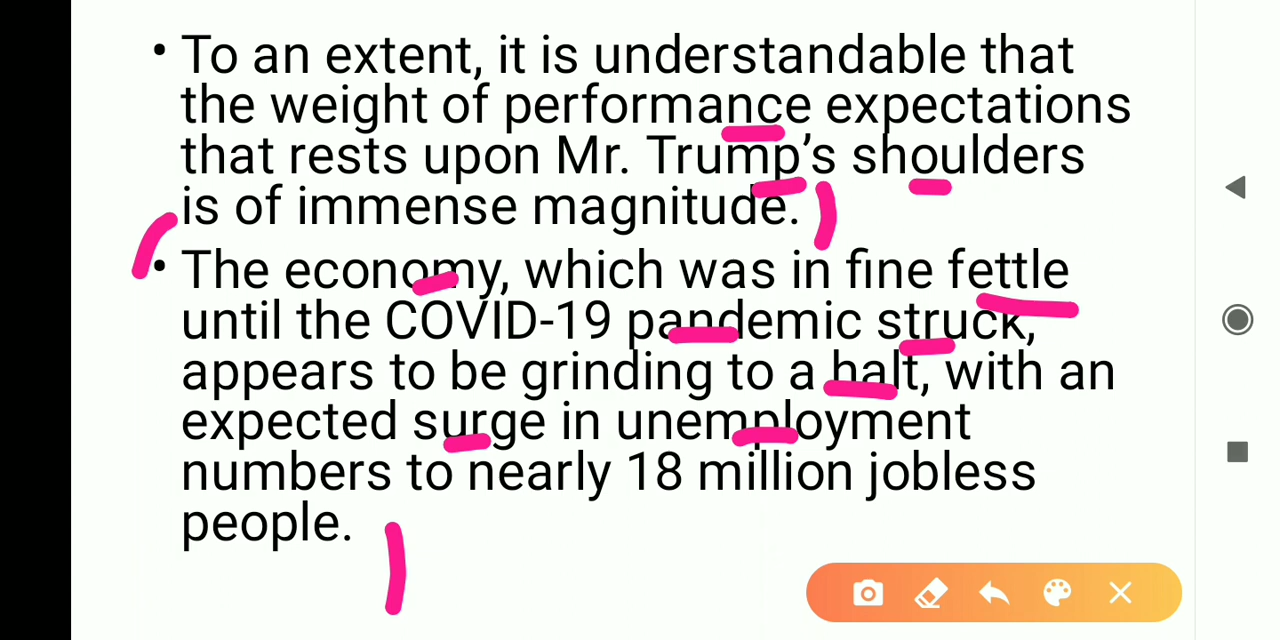 • To an extent, it is understandable that
the weight of performance expectations
that rests upon Mr. Trump’s shoulders
is of immense magnitude.
• The economy, which was in fine fettle
until the COVID-19 pandemic struck,
appears to be grinding to a halt, with an
expected surge in unemployment
numbers to nearly 18 million jobless
people.